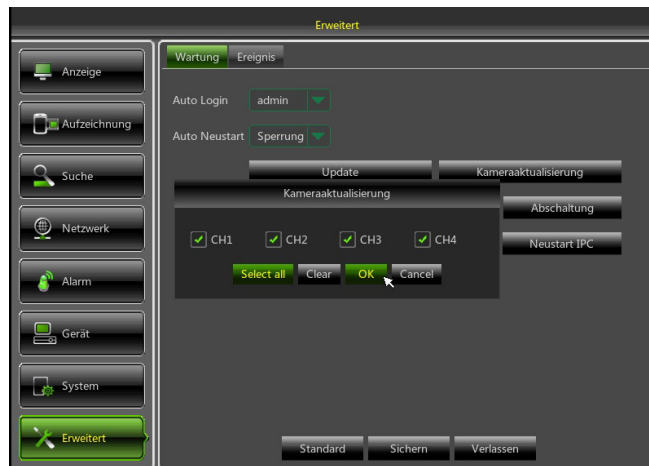 Erweitert
Anzeige
Aufzeichnung
Suche
Netzwerk
Alarm
Gerät
System
Erweitert
Wartung Ereignis
Auto Login admin
Auto Neustart Sperrung
Update Kameraaktualisierung
Abschaltung
Neustart IPC
Kameraaktualisierung
CH1 CH2 CH3 CH4
Select all Clear OK Cancel
Standard Sichern Verlassen